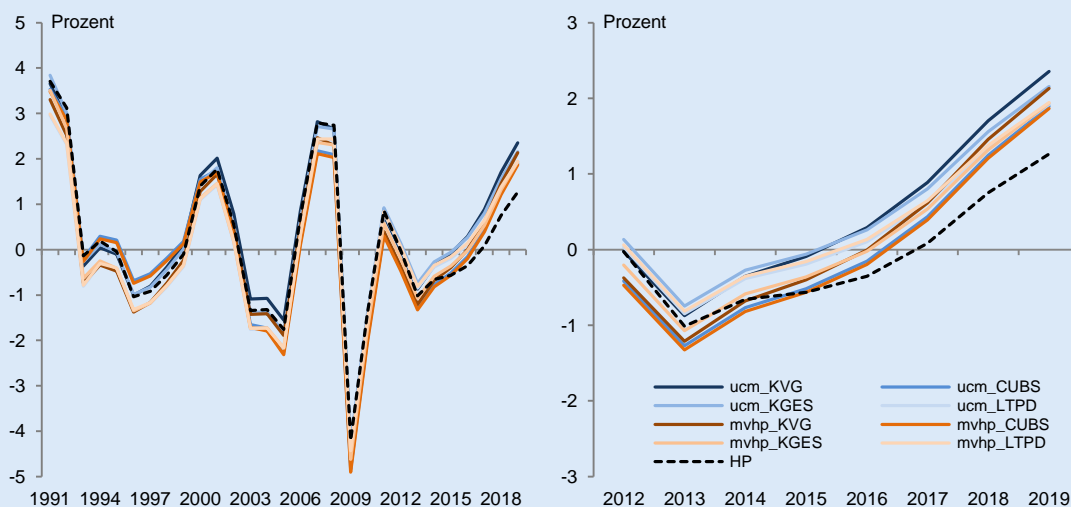 Prozent
5
4
3
2
1
0
-1
-2
-3
-4
-5
1991 1994 1997 2000 2003 2006 2009 2012 2015 2018
Prozent
3
2
1
0
-1
-2
-3
ucm_KVG ucm_CUBS
ucm_KGES ucm_LTPD
mvhp_KVG mvhp_CUBS
mvhp_KGES mvhp_LTPD
HP
2012 2013 2014 2015 2016 2017 2018 2019